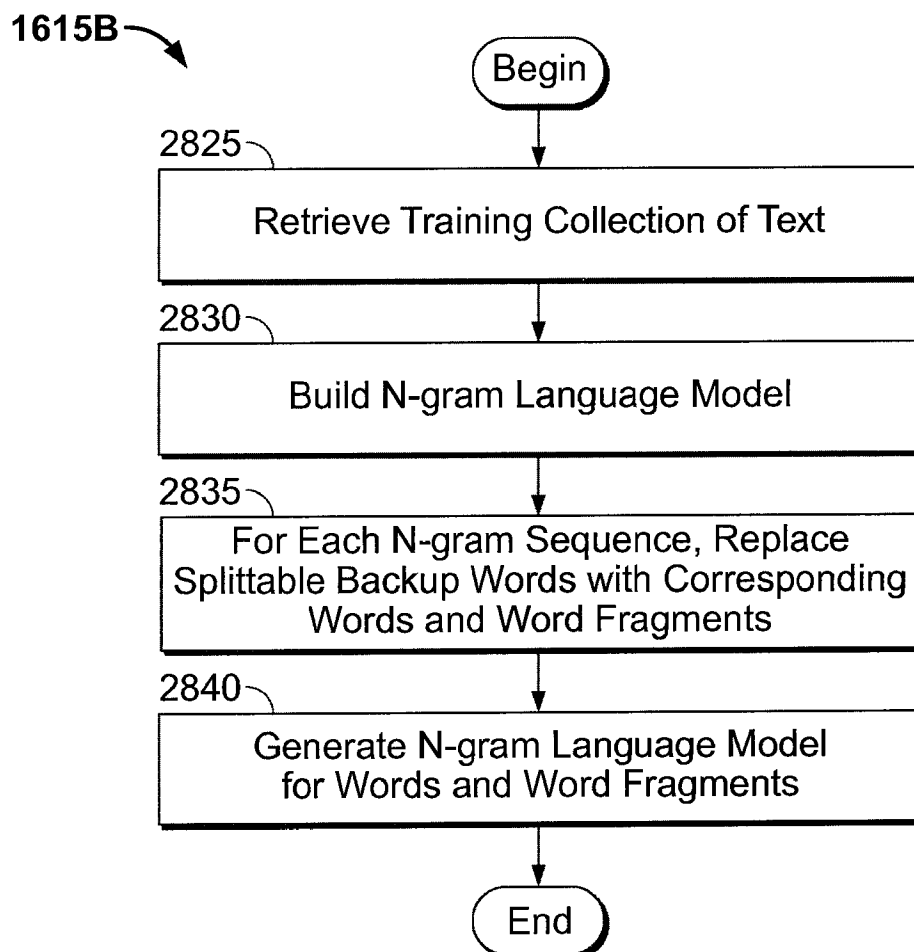 1615B
Begin
2825
Retrieve Training Collection of Text
2830
Build N-gram Language Model
2835
For Each N-gram Sequence, Replace
Splittable Backup Words with Corresponding
Words and Word Fragments
2840
Generate N-gram Language Model
for Words and Word Fragments
End